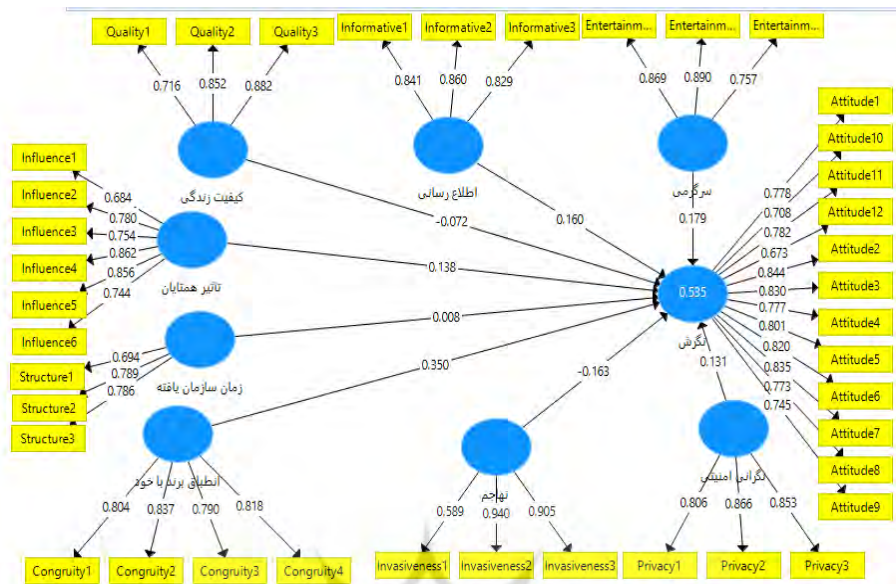 Quality1
Quality2
Quality3
Informative1
Informative2
Informative3
Entertainm...
Entertainm...
Entertainm...
0.716
0.852
0.882
0.841
0.860
0.829
0.869
0.890
0.757
کیفیت زندگی
اطلاع رسانی
سرگرمی
Influence1
Influence2
Influence3
Influence4
Influence5
Influence6
0.684
0.780
0.754
0.862
0.856
0.744
تاثیر همتایان
Structure1
Structure2
Structure3
0.694
0.789
0.786
زمان سازمان یافته
-0.072
0.160
0.179
0.138
0.008
0.350
-0.163
0.131
0.535
نگرش
Attitude1
Attitude10
Attitude11
Attitude12
Attitude2
Attitude3
Attitude4
Attitude5
Attitude6
Attitude7
Attitude8
Attitude9
0.778
0.708
0.782
0.673
0.844
0.830
0.777
0.801
0.820
0.835
0.773
0.745
انطباق برند با خود
تهاجم
نگرانی امنیتی
0.804
0.837
0.790
0.818
0.589
0.940
0.905
0.806
0.866
0.853
Congruity1
Congruity2
Congruity3
Congruity4
Invasiveness1
Invasiveness2
Invasiveness3
Privacy1
Privacy2
Privacy3